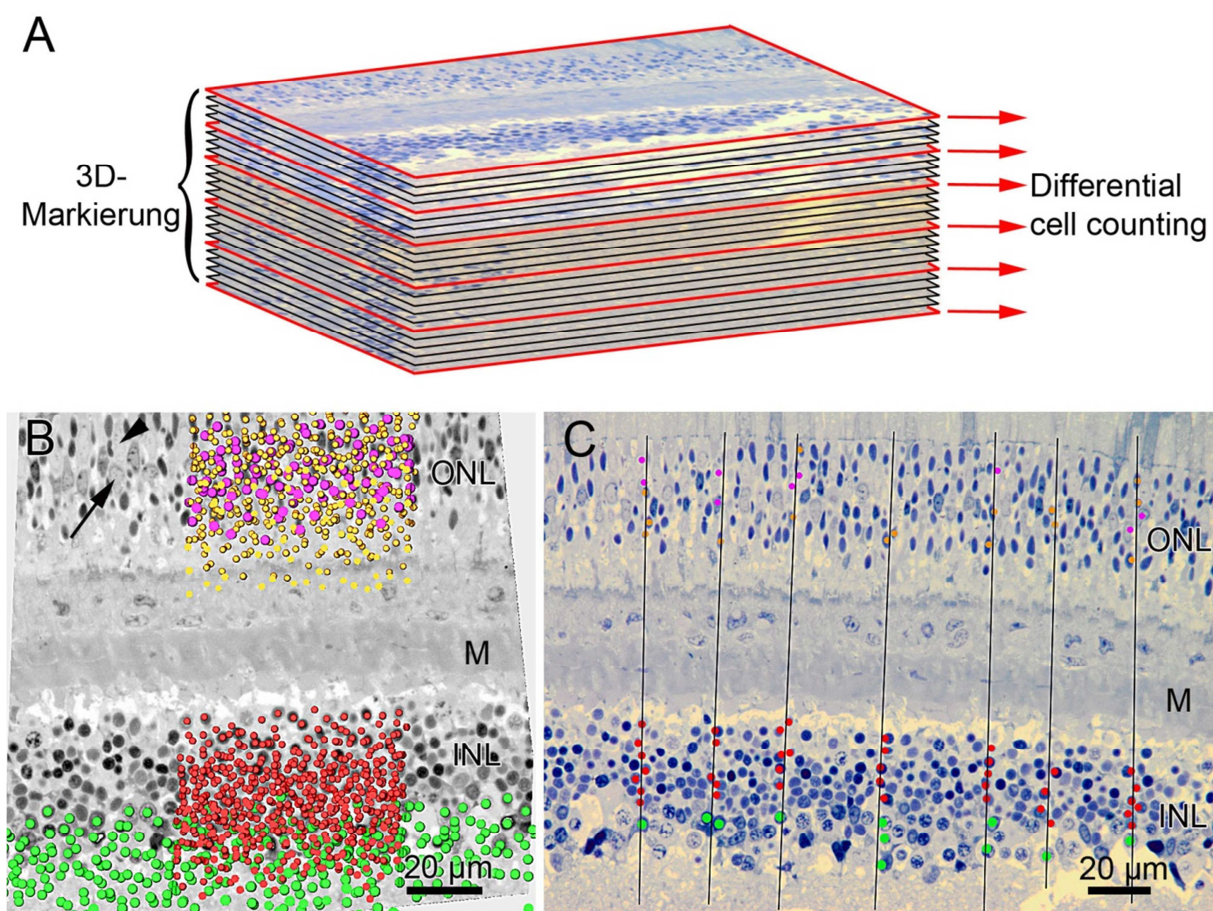 A
3D-
Markierung
Differential
cell counting
B
ONL
M
INL
20 µm
C
ONL
M
INL
20 µm